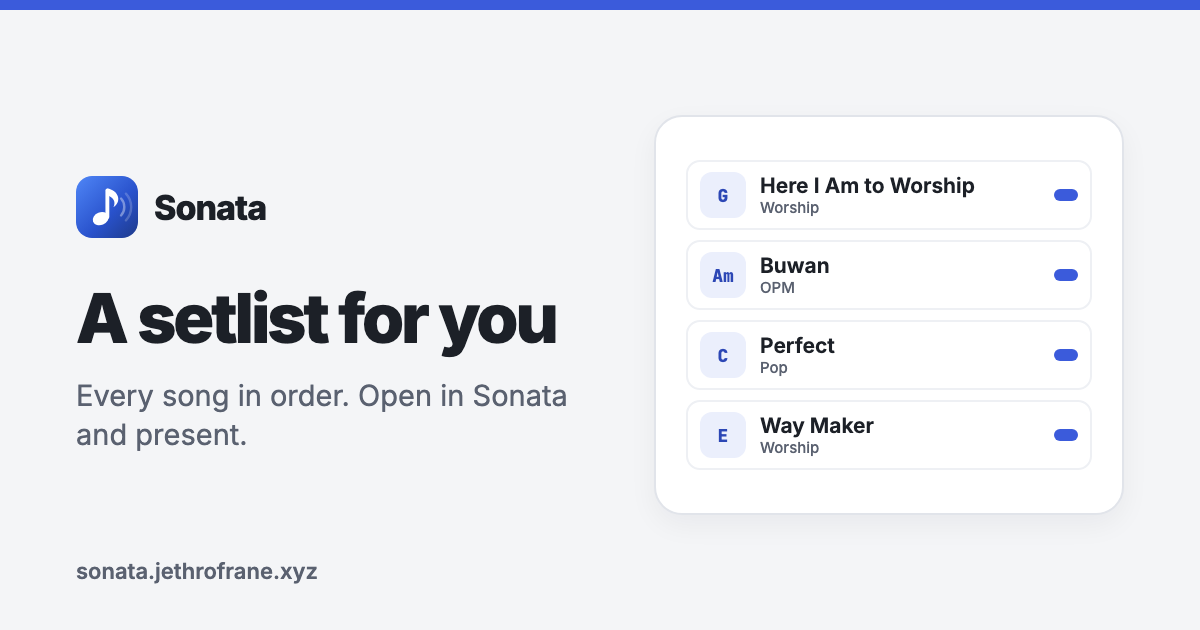 Sonata
A setlist for you
Every song in order. Open in Sonata
and present.
sonata.jethrofrane.xyz
G
Here I Am to Worship
Worship
Am
Buwan
OPM
C
Perfect
Pop
E
Way Maker
Worship